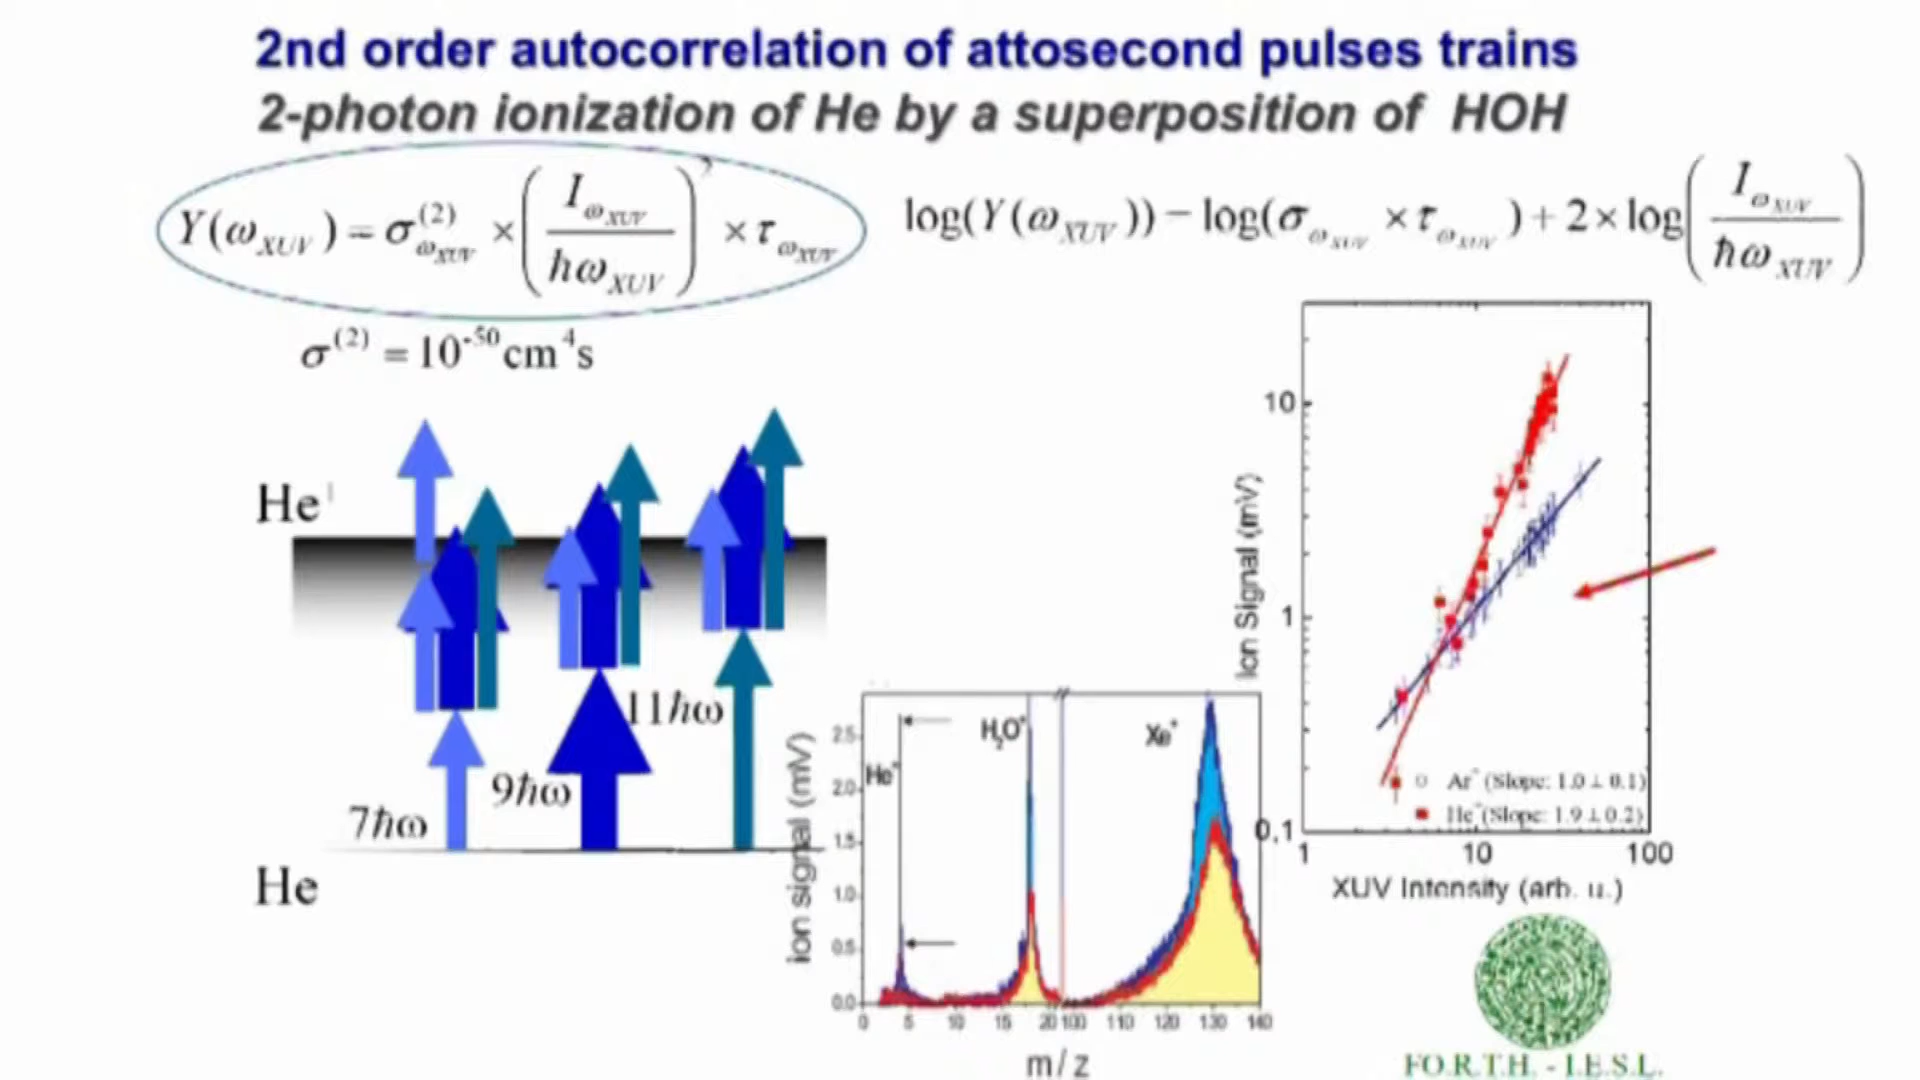 2nd order autocorrelation of attosecond pulses trains
2-photon ionization of He by a superposition of HOH
Y(ω_XUV) = σ^(2)_ω_XUV × (I_ω_XUV / ħω_XUV)^2 × τ_ω_XUV
log(Y(ω_XUV)) − log(σ_ω_XUV × τ_ω_XUV) + 2 × log(I_ω_XUV / ħω_XUV)
σ^(2) = 10^-50 cm^4s
He
7ħω
9ħω
11ħω
He
ion signal (mV)
2.5
2.0
1.5
1.0
0.5
0.0
He+
H2O+
Xe+
0 5 10 15 20 100 110 120 130 140
m / z
Ion Signal (mV)
10
1
0.1
Ar+ (Slope: 1.0 ± 0.1)
He+ (Slope: 1.9 ± 0.2)
1 10 100
XUV Intensity (arb. u.)
FO.R.T.H. - I.E.S.L.